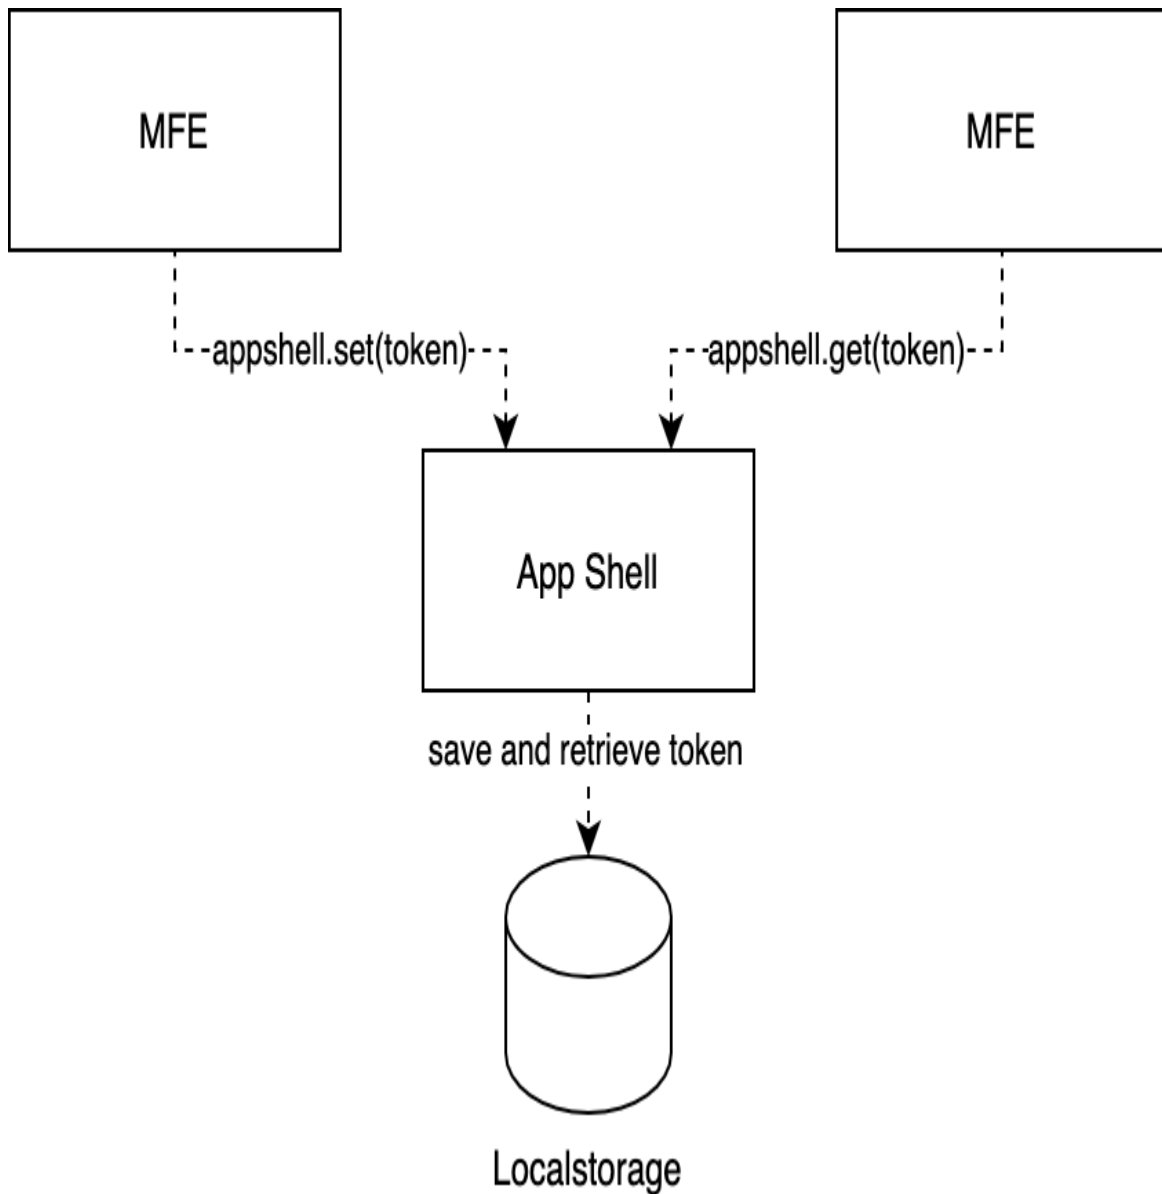 MFE
MFE
appshell.set(token)
appshell.get(token)
App Shell
save and retrieve token
Localstorage